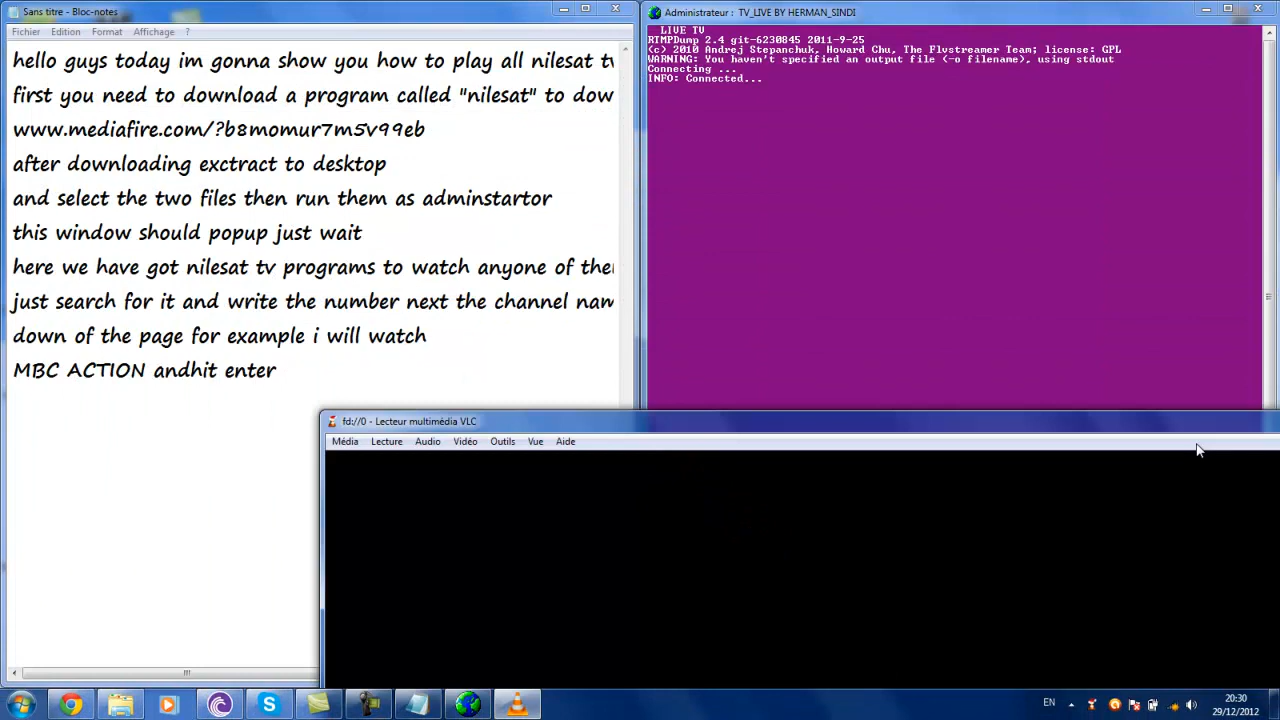 Sans titre - Bloc-notes
Fichier Edition Format Affichage ?
hello guys today im gonna show you how to play all nilesat tv
first you need to download a program called "nilesat" to dow
www.mediafire.com/?b8momur7m5v99eb
after downloading exctract to desktop
and select the two files then run them as adminstartor
this window should popup just wait
here we have got nilesat tv programs to watch anyone of the
just search for it and write the number next the channel nam
down of the page for example i will watch
MBC ACTION andhit enter
Administrateur : TV_LIVE BY HERMAN_SINDI
LIVE TV
RTMPDump 2.4 git-6230845 2011-9-25
(c) 2010 Andrej Stepanchuk, Howard Chu, The Flvstreamer Team; license: GPL
WARNING: You haven't specified an output file (-o filename), using stdout
Connecting ...
INFO: Connected...
fd://0 - Lecteur multimédia VLC
Média Lecture Audio Vidéo Outils Vue Aide
EN
20:30
29/12/2012